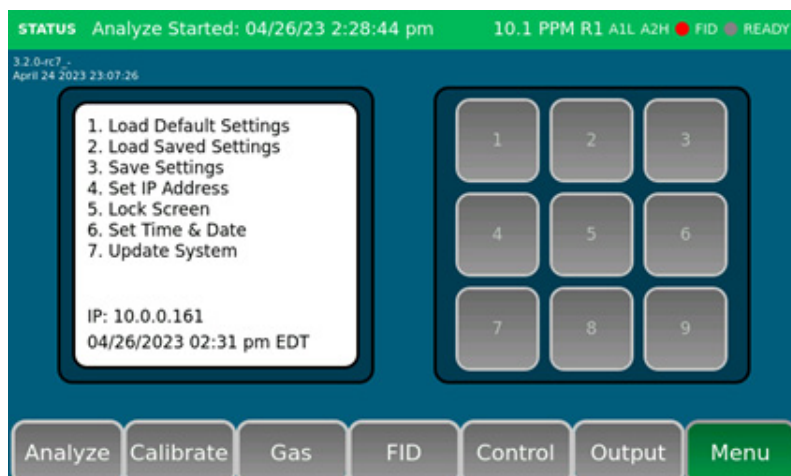 STATUS Analyze Started: 04/26/23 2:28:44 pm 10.1 PPM R1 A1L A2H FID READY
3.2.0-rc7_-
April 24 2023 23:07:26
1. Load Default Settings
2. Load Saved Settings
3. Save Settings
4. Set IP Address
5. Lock Screen
6. Set Time & Date
7. Update System
IP: 10.0.0.161
04/26/2023 02:31 pm EDT
1 2 3
4 5 6
7 8 9
Analyze Calibrate Gas FID Control Output Menu